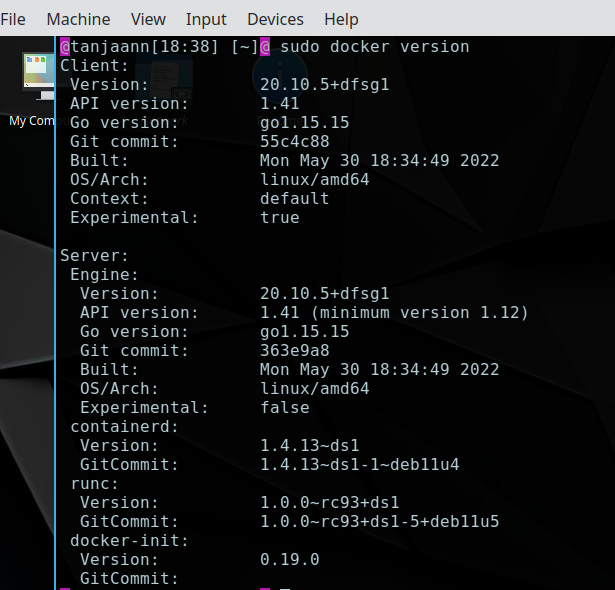 File Machine View Input Devices Help
@tanjaann[18:38] [~]@ sudo docker version
Client:
Version: 20.10.5+dfsg1
API version: 1.41
My Comp
Go version: go1.15.15
Git commit: 55c4c88
Built: Mon May 30 18:34:49 2022
OS/Arch: linux/amd64
Context: default
Experimental: true
Server:
Engine:
Version: 20.10.5+dfsg1
API version: 1.41 (minimum version 1.12)
Go version: go1.15.15
Git commit: 363e9a8
Built: Mon May 30 18:34:49 2022
OS/Arch: linux/amd64
Experimental: false
containerd:
Version: 1.4.13~ds1
GitCommit: 1.4.13~ds1-1~deb11u4
runc:
Version: 1.0.0~rc93+ds1
GitCommit: 1.0.0~rc93+ds1-5+deb11u5
docker-init:
Version: 0.19.0
GitCommit: